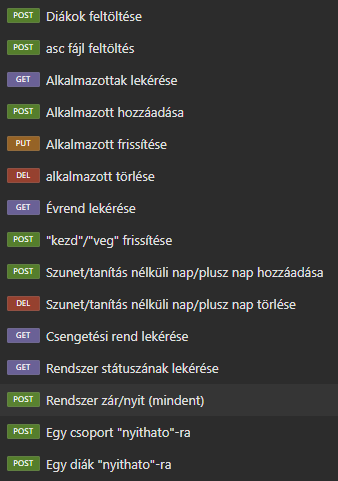 POST Diákok feltöltése
POST asc fájl feltöltés
GET Alkalmazottak lekérése
POST Alkalmazott hozzáadása
PUT Alkalmazott frissítése
DEL alkalmazott törlése
GET Évrend lekérése
POST "kezd"/"veg" frissítése
POST Szunet/tanítás nélküli nap/plusz nap hozzáadása
DEL Szunet/tanítás nélküli nap/plusz nap törlése
GET Csengetési rend lekérése
GET Rendszer státuszának lekérése
POST Rendszer zár/nyit (mindent)
POST Egy csoport "nyithato"-ra
POST Egy diák "nyithato"-ra